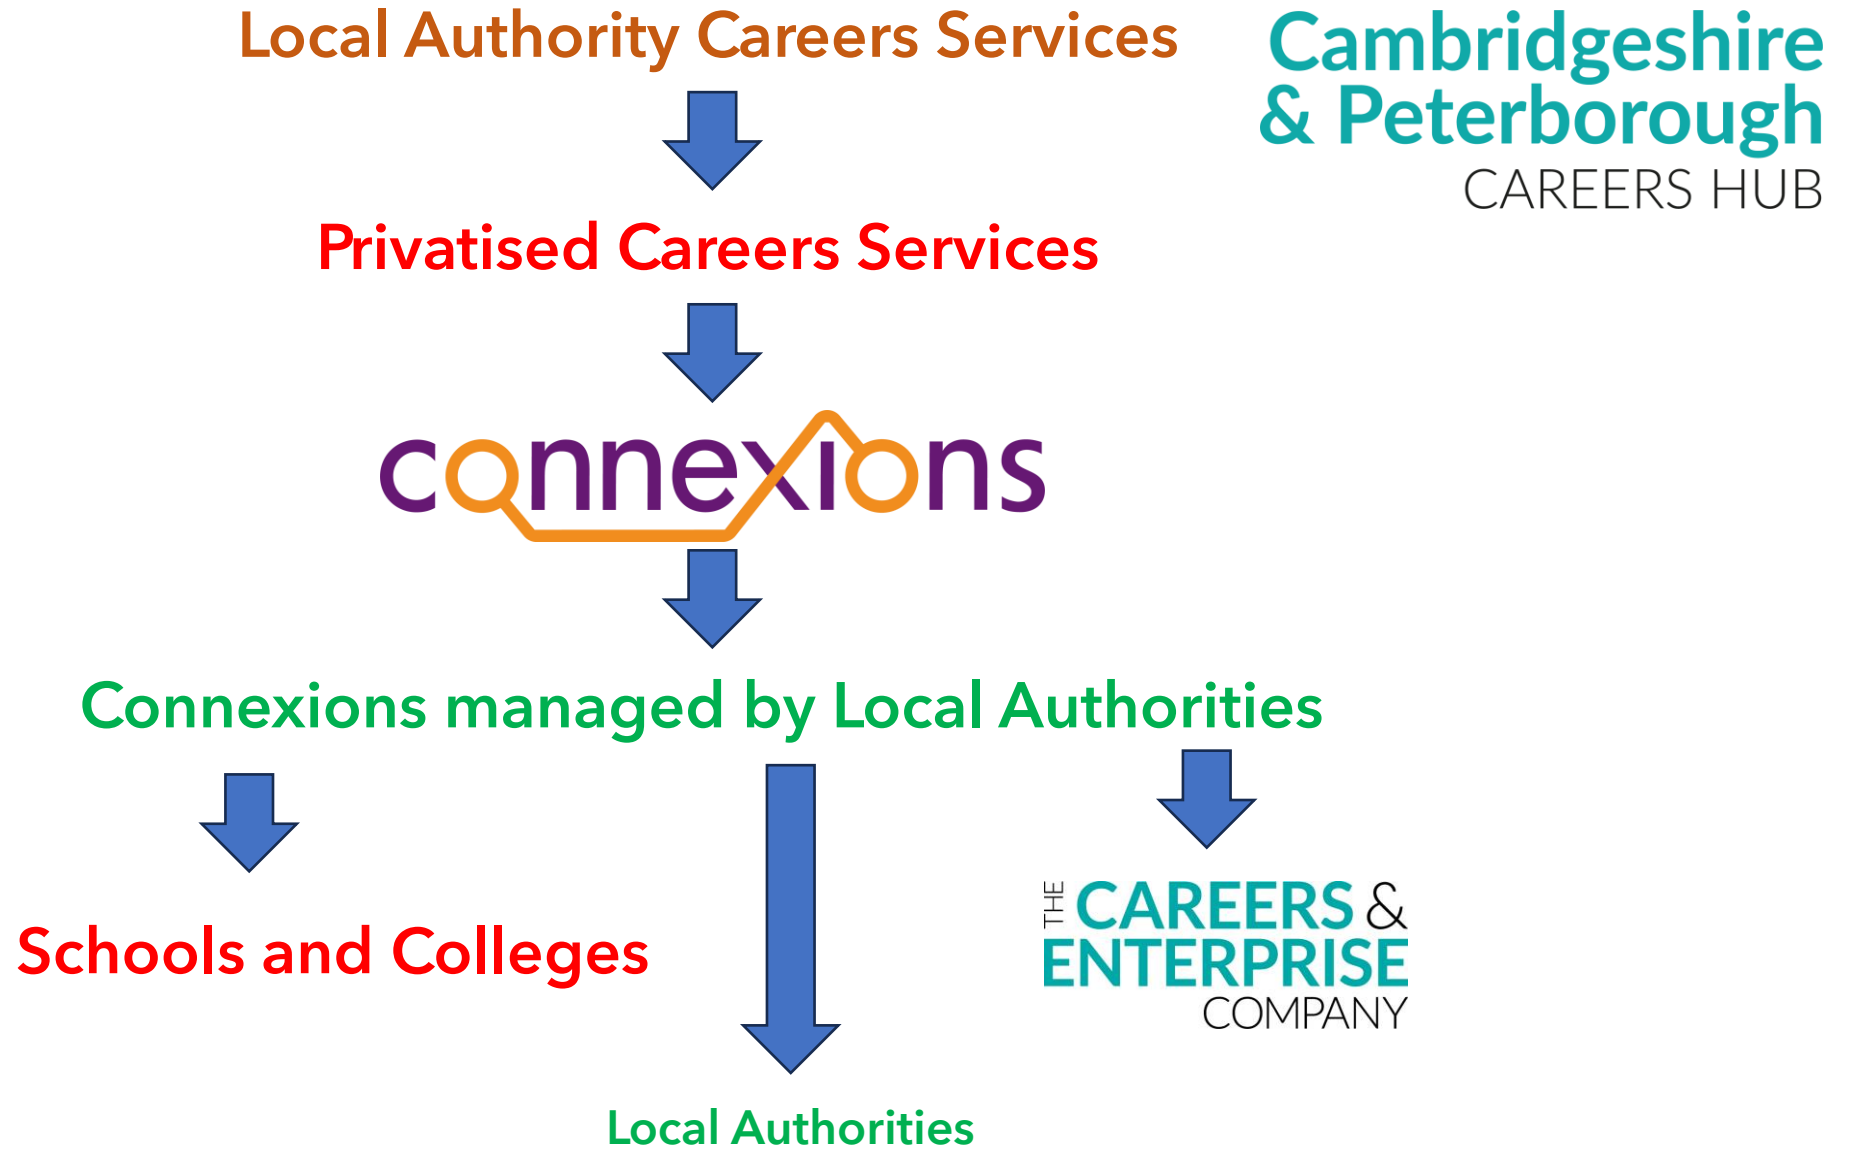 Local Authority Careers Services
Cambridgeshire
& Peterborough
CAREERS HUB
Privatised Careers Services
connexions
Connexions managed by Local Authorities
Schools and Colleges
THE CAREERS &
ENTERPRISE
COMPANY
Local Authorities